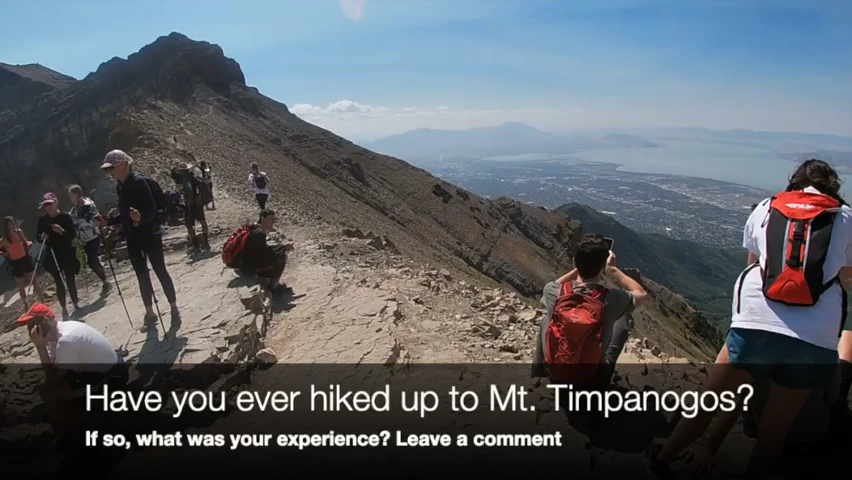 Have you ever hiked up to Mt. Timpanogos?
If so, what was your experience? Leave a comment